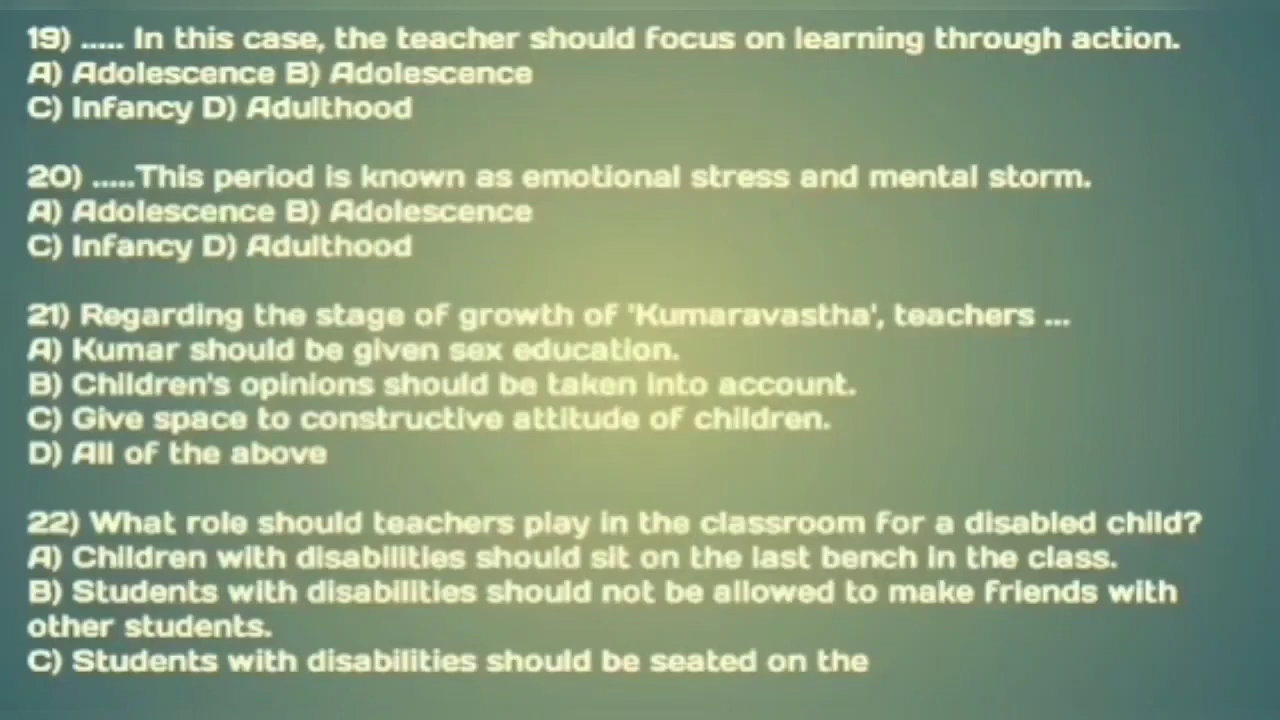 19) ..... In this case, the teacher should focus on learning through action.
A) Adolescence B) Adolescence
C) Infancy D) Adulthood
20) .....This period is known as emotional stress and mental storm.
A) Adolescence B) Adolescence
C) Infancy D) Adulthood
21) Regarding the stage of growth of 'Kumaravastha', teachers ...
A) Kumar should be given sex education.
B) Children's opinions should be taken into account.
C) Give space to constructive attitude of children.
D) All of the above
22) What role should teachers play in the classroom for a disabled child?
A) Children with disabilities should sit on the last bench in the class.
B) Students with disabilities should not be allowed to make friends with
other students.
C) Students with disabilities should be seated on the